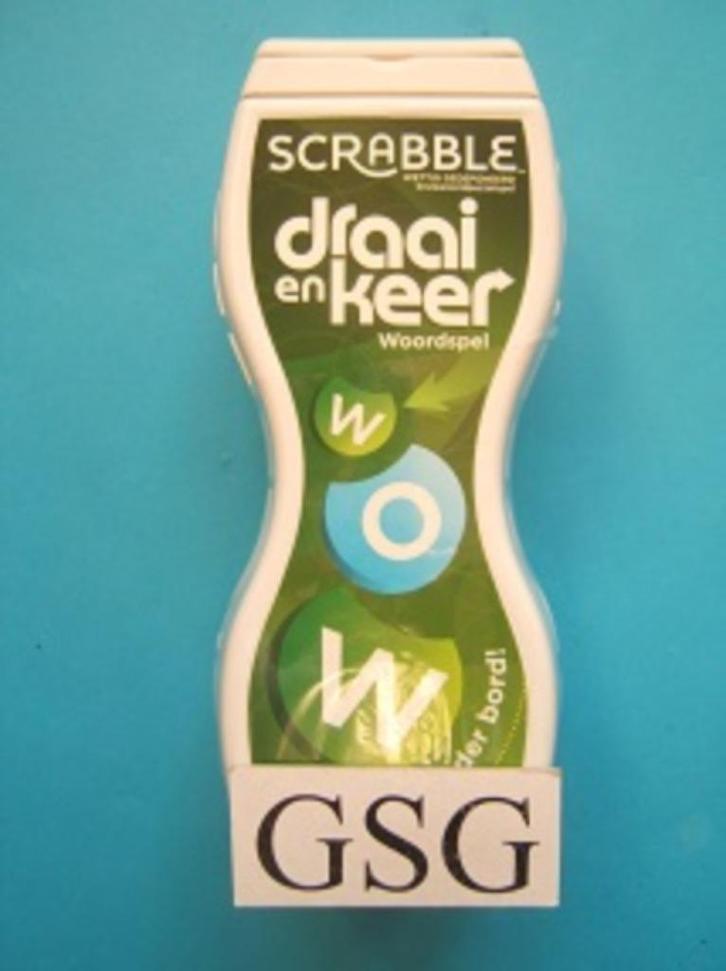 SCRABBLE
draai
en keer
Woordspel
W
O
W
der bord!
GSG